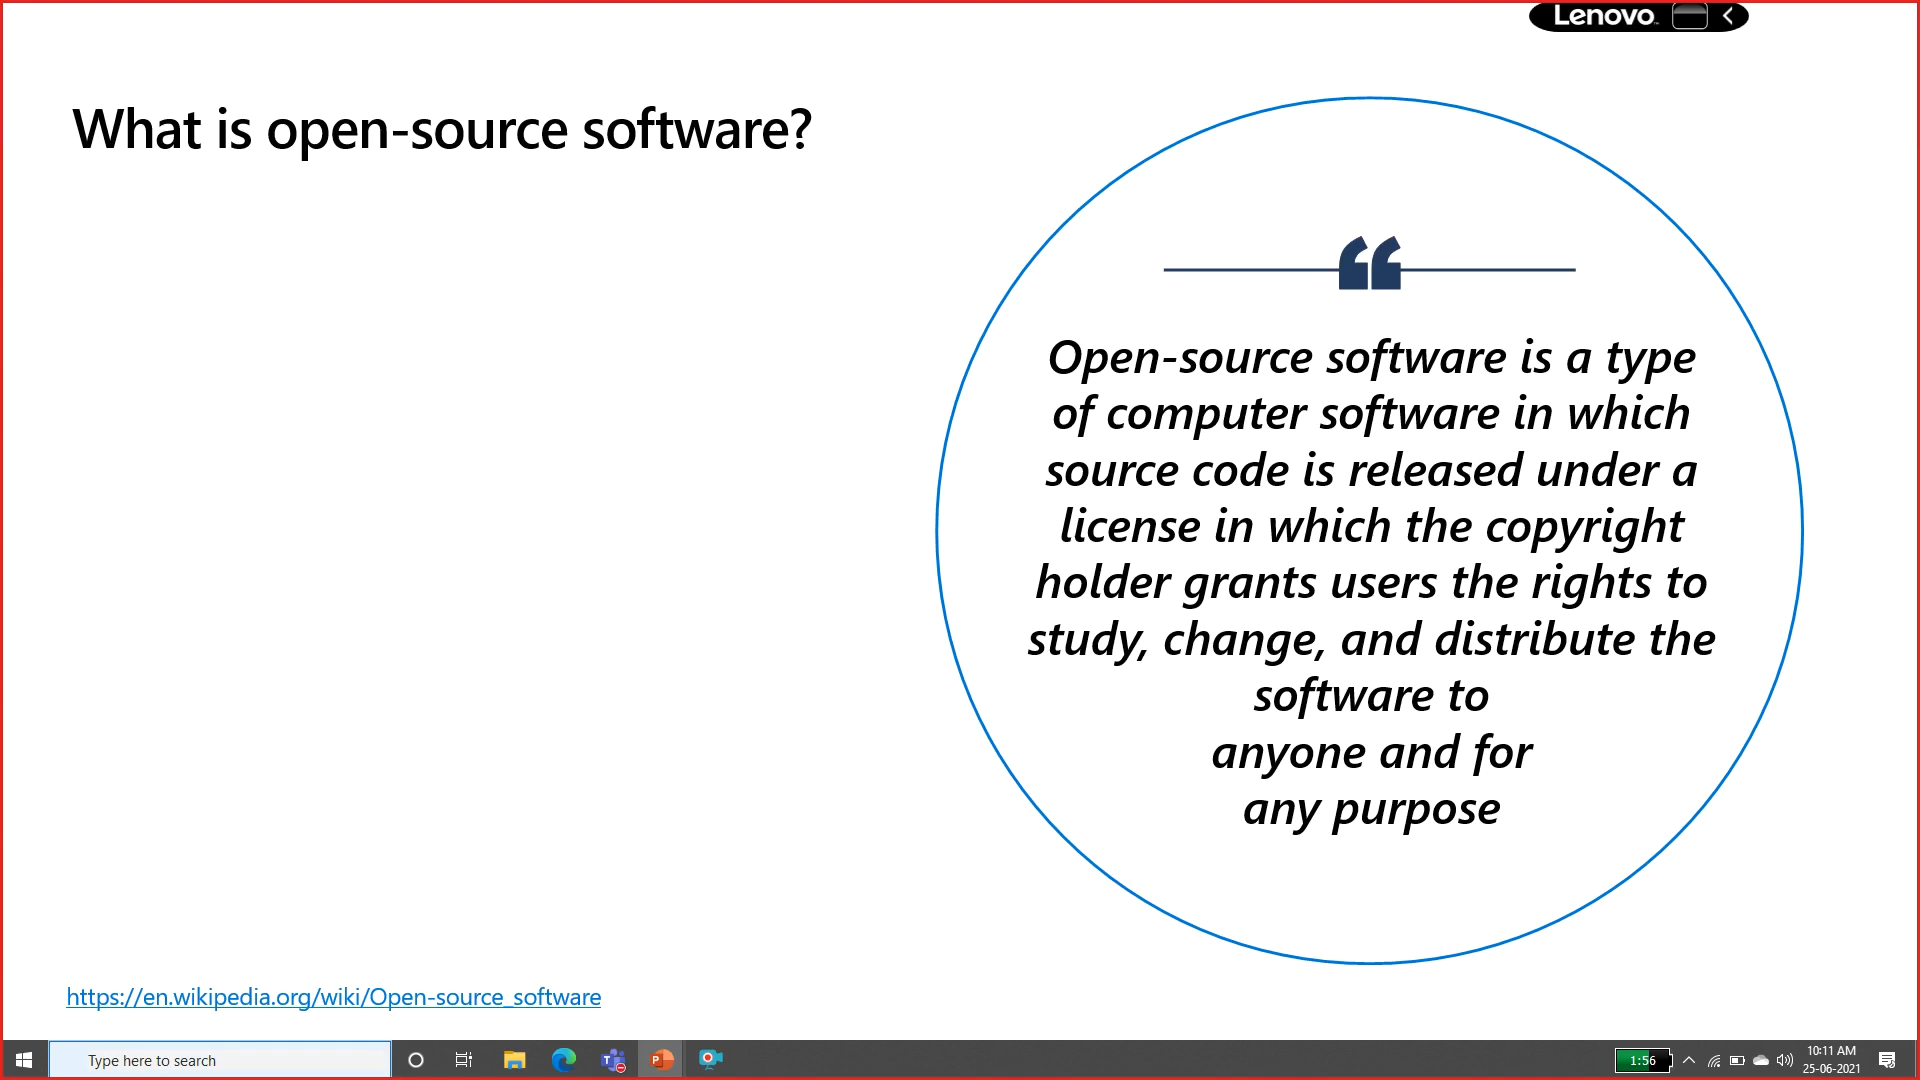 Lenovo
What is open-source software?
Open-source software is a type
of computer software in which
source code is released under a
license in which the copyright
holder grants users the rights to
study, change, and distribute the
software to
anyone and for
any purpose
https://en.wikipedia.org/wiki/Open-source_software
Type here to search
1:56
10:11 AM
25-06-2021